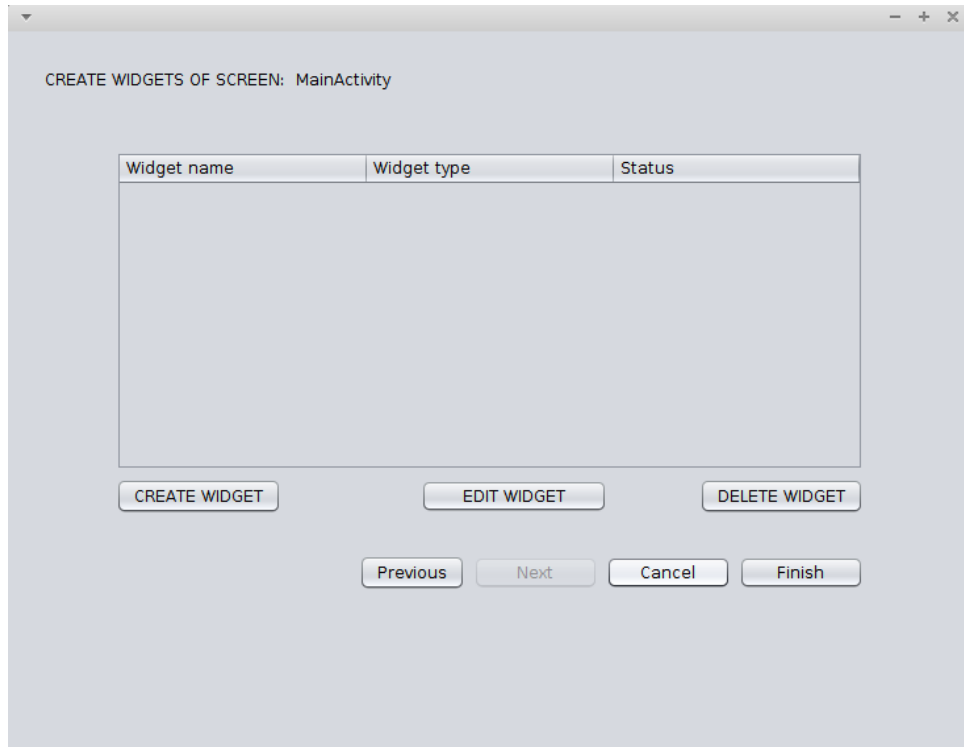 CREATE WIDGETS OF SCREEN: MainActivity
Widget name Widget type Status
CREATE WIDGET EDIT WIDGET DELETE WIDGET
Previous Next Cancel Finish